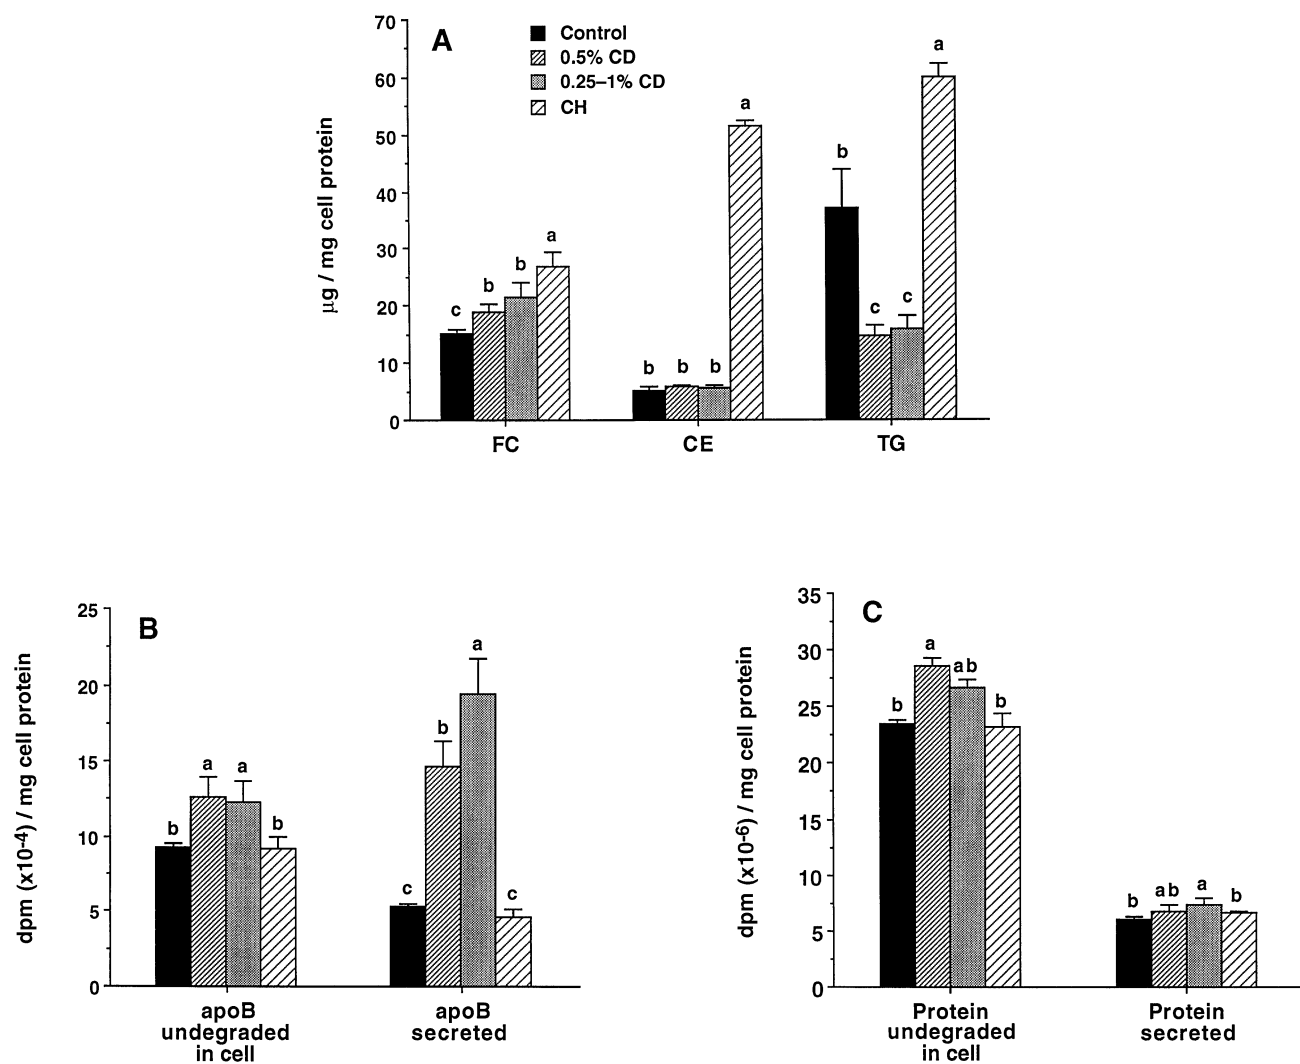 A
Control
0.5% CD
0.25–1% CD
CH
µg / mg cell protein
70
60
50
40
30
20
10
0
c
b
b
a
b
b
b
a
b
c
c
a
FC
CE
TG
B
dpm (x10-4) / mg cell protein
25
20
15
10
5
0
b
a
a
b
c
b
a
c
apoB
undegraded
in cell
apoB
secreted
C
dpm (x10-6) / mg cell protein
35
30
25
20
15
10
5
0
b
a
ab
b
b
ab
a
b
Protein
undegraded
in cell
Protein
secreted